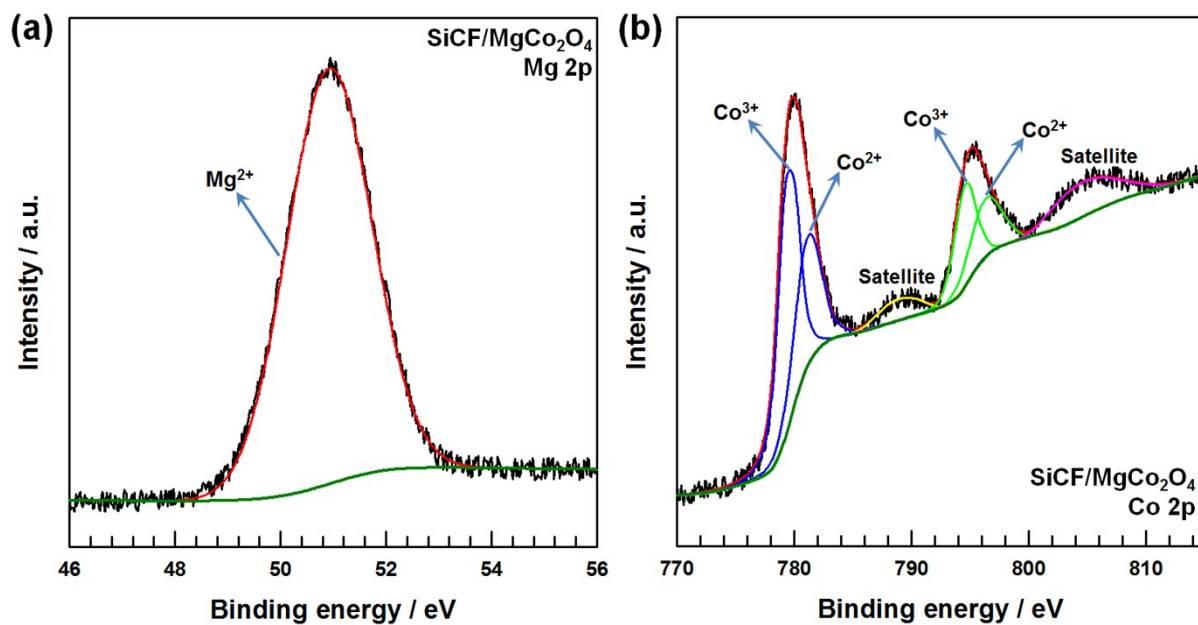 (a)
SiCF/MgCo₂O₄
Mg 2p
Mg²⁺
Intensity / a.u.
46 48 50 52 54 56
Binding energy / eV
(b)
Co³⁺
Co²⁺
Satellite
Co³⁺
Co²⁺
Satellite
SiCF/MgCo₂O₄
Co 2p
Intensity / a.u.
770 780 790 800 810
Binding energy / eV